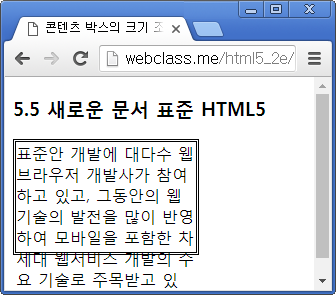 콘텐츠 박스의 크기 조
webclass.me/html5_2e/
5.5 새로운 문서 표준 HTML5
표준안 개발에 대다수 웹
브라우저 개발사가 참여
하고 있고, 그동안의 웹
기술의 발전을 많이 반영
하여 모바일을 포함한 차
세대 웹서비스 개발의 주
요 기술로 주목받고 있